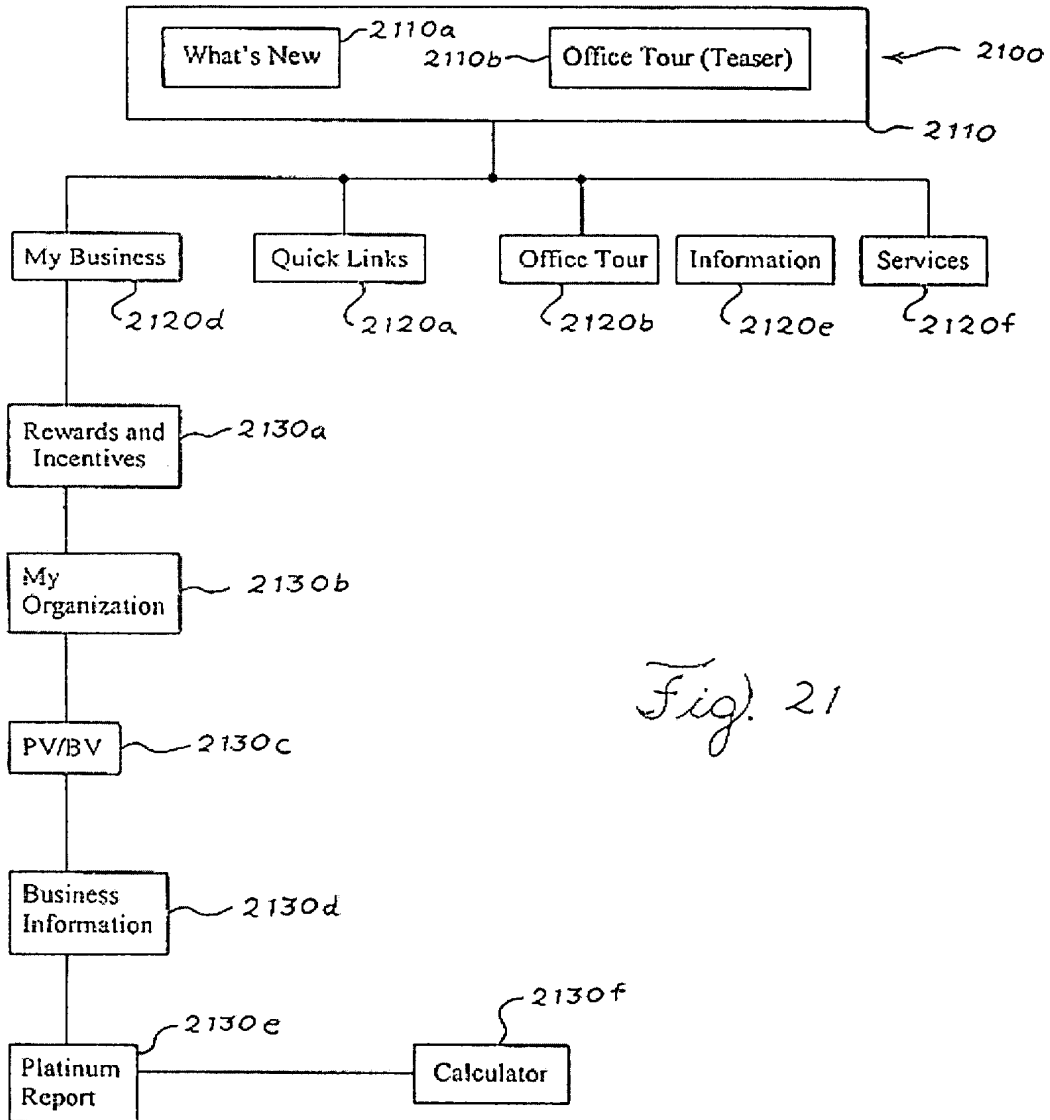 2110a
What's New
2110b
Office Tour (Teaser)
2100
2110
My Business
Quick Links
Office Tour
Information
Services
2120d
2120a
2120b
2120e
2120f
Rewards and
Incentives
2130a
My
Organization
2130b
PV/BV
2130c
Fig. 21
Business
Information
2130d
2130e
2130f
Platinum
Report
Calculator